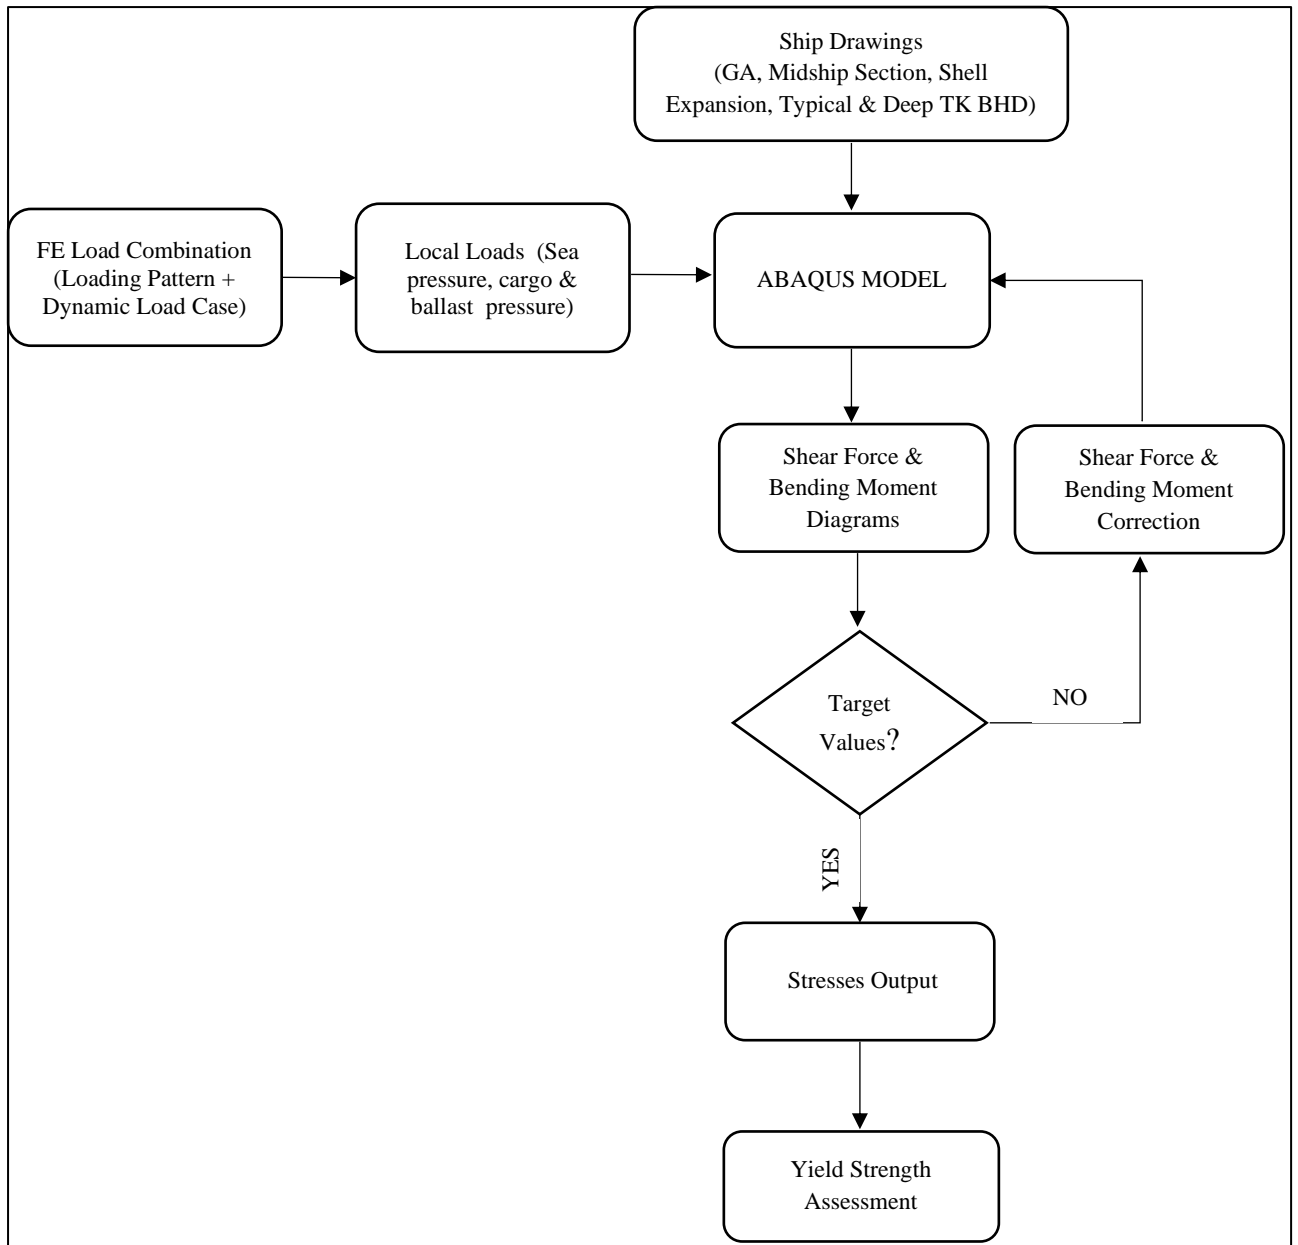 Ship Drawings
(GA, Midship Section, Shell
Expansion, Typical & Deep TK BHD)
FE Load Combination
(Loading Pattern +
Dynamic Load Case)
Local Loads (Sea
pressure, cargo &
ballast pressure)
ABAQUS MODEL
Shear Force &
Bending Moment
Diagrams
Shear Force &
Bending Moment
Correction
Target
Values?
NO
YES
Stresses Output
Yield Strength
Assessment